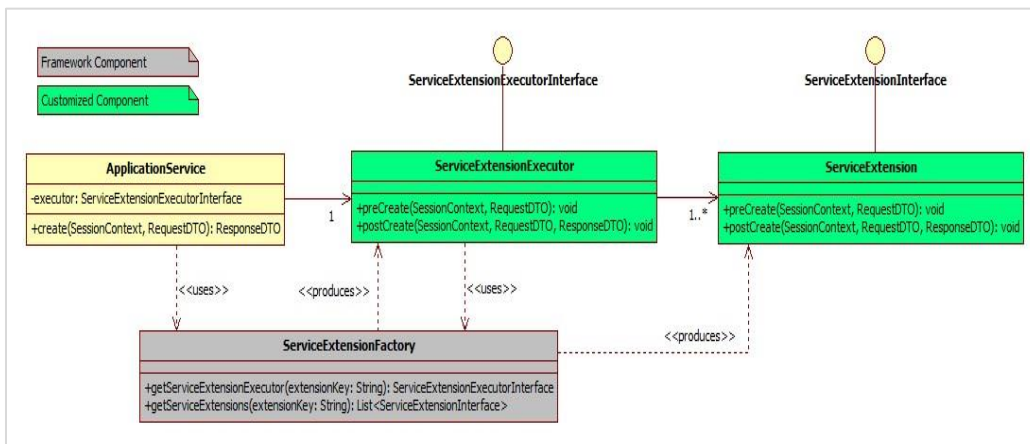 Framework Component
Customized Component
ServiceExtensionExecutorInterface
ServiceExtensionInterface
ApplicationService
-executor: ServiceExtensionExecutorInterface
+create(SessionContext, RequestDTO): ResponseDTO
1
ServiceExtensionExecutor
+preCreate(SessionContext, RequestDTO): void
+postCreate(SessionContext, RequestDTO, ResponseDTO): void
1..*
ServiceExtension
+preCreate(SessionContext, RequestDTO): void
+postCreate(SessionContext, RequestDTO, ResponseDTO): void
<<uses>>
<<produces>>
<<uses>>
<<produces>>
ServiceExtensionFactory
+getServiceExtensionExecutor(extensionKey: String): ServiceExtensionExecutorInterface
+getServiceExtensions(extensionKey: String): List<ServiceExtensionInterface>